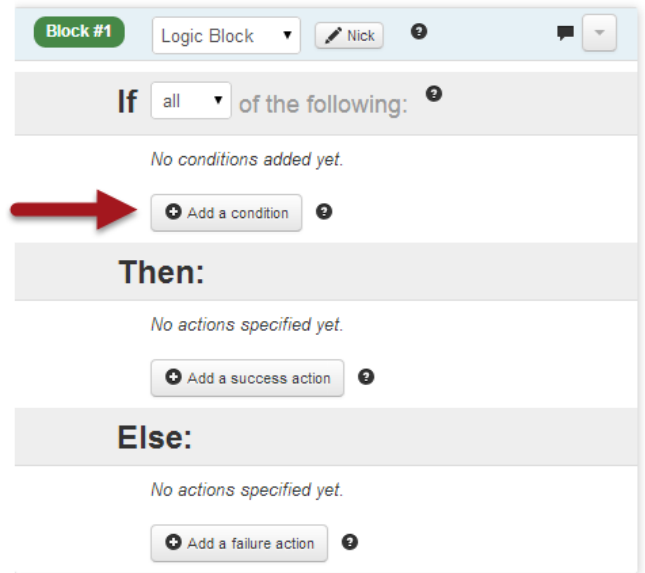 Block #1 Logic Block Nick
If all of the following:
No conditions added yet.
Add a condition
Then:
No actions specified yet.
Add a success action
Else:
No actions specified yet.
Add a failure action